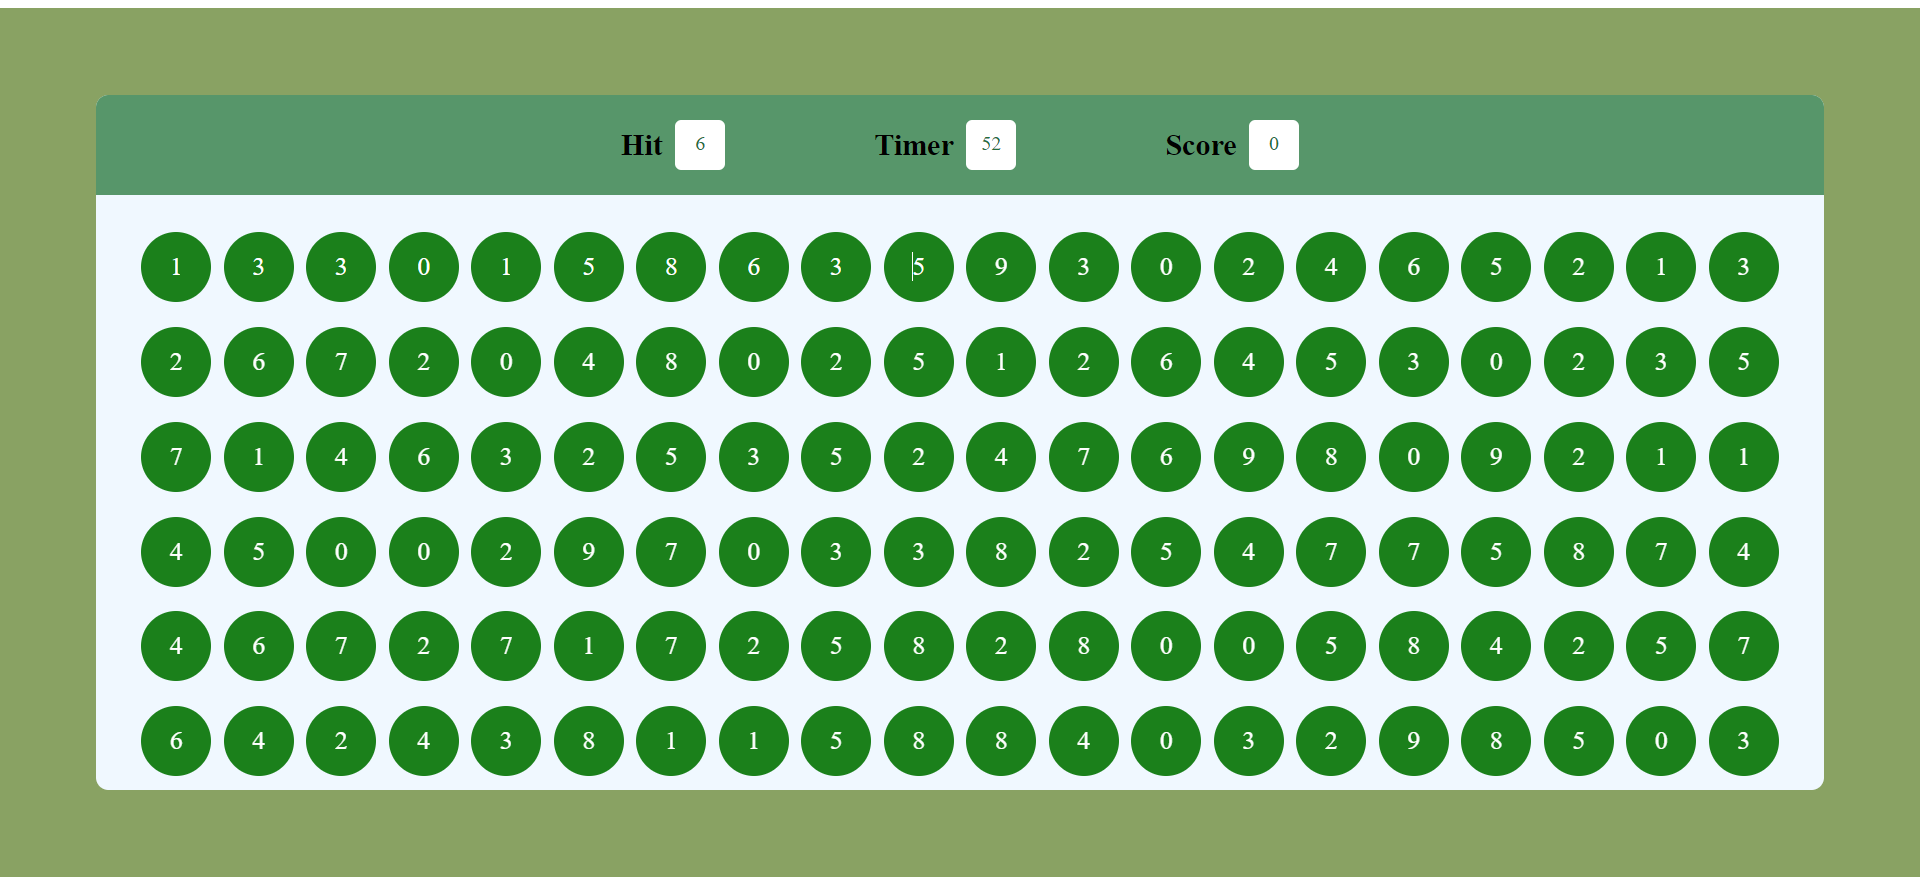 Hit 6 Timer 52 Score 0
1 3 3 0 1 5 8 6 3 5 9 3 0 2 4 6 5 2 1 3
2 6 7 2 0 4 8 0 2 5 1 2 6 4 5 3 0 2 3 5
7 1 4 6 3 2 5 3 5 2 4 7 6 9 8 0 9 2 1 1
4 5 0 0 2 9 7 0 3 3 8 2 5 4 7 7 5 8 7 4
4 6 7 2 7 1 7 2 5 8 2 8 0 0 5 8 4 2 5 7
6 4 2 4 3 8 1 1 5 8 8 4 0 3 2 9 8 5 0 3